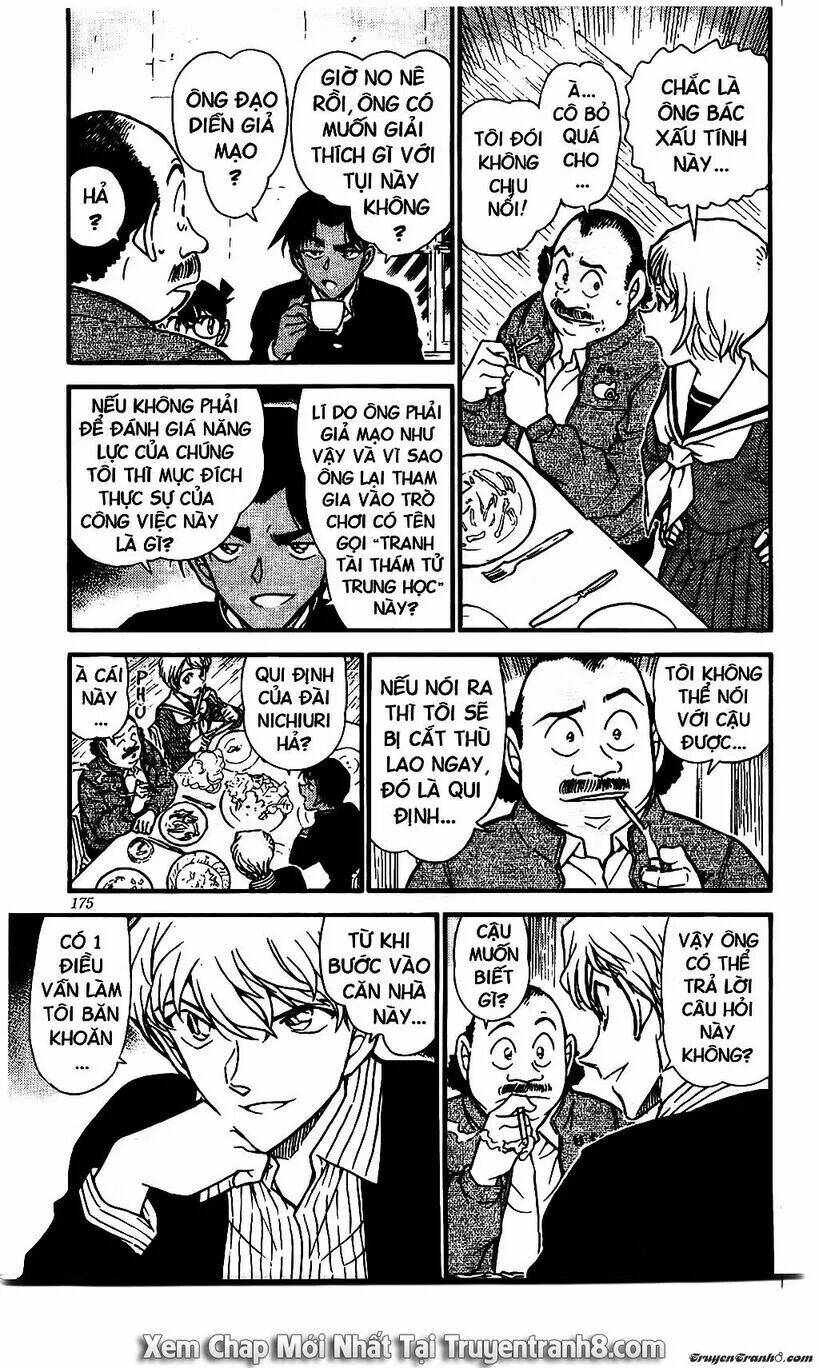 CHẮC LÀ
ÔNG BÁC
XẤU TÍNH
NÀY...
À...
CÔ BỎ
QUÁ
CHO
...
TÔI ĐÓI
KHÔNG
CHỊU
NỔI!
GIỜ NO NÊ
RỒI, ÔNG CÓ
MUỐN GIẢI
THÍCH GÌ VỚI
TỤI NÀY
KHÔNG
?
ÔNG ĐẠO
DIỄN GIẢ
MẠO
?
HẢ
?
LÍ DO ÔNG PHẢI
GIẢ MẠO NHƯ
VẬY VÀ VÌ SAO
ÔNG LẠI THAM
GIA VÀO TRÒ
CHƠI CÓ TÊN
GỌI "TRANH
TÀI THÁM TỬ
TRUNG HỌC"
NÀY?
NẾU KHÔNG PHẢI
ĐỂ ĐÁNH GIÁ NĂNG
LỰC CỦA CHÚNG
TÔI THÌ MỤC ĐÍCH
THỰC SỰ CỦA
CÔNG VIỆC NÀY
LÀ GÌ?
TÔI KHÔNG
THỂ NÓI
VỚI CẬU
ĐƯỢC...
NẾU NÓI RA
THÌ TÔI SẼ
BỊ CẮT THÙ
LAO NGAY,
ĐÓ LÀ QUI
ĐỊNH...
QUI ĐỊNH
CỦA ĐÀI
NICHIURI
HẢ?
PHÙ
À CÁI
NÀY
...
175
VẬY ÔNG
CÓ THỂ
TRẢ LỜI
CÂU HỎI
NÀY
KHÔNG?
CẬU
MUỐN
BIẾT
GÌ?
TỪ KHI
BƯỚC VÀO
CĂN NHÀ
NÀY...
CÓ 1
ĐIỀU
VẪN LÀM
TÔI BĂN
KHOĂN
...
Xem Chap Mới Nhất Tại Truyentranh8.com
TruyenTranh8.com